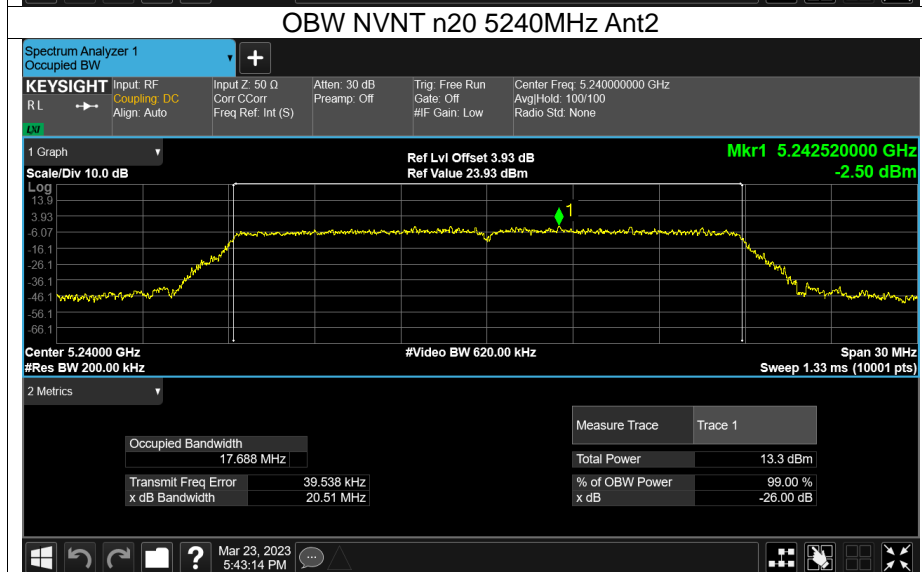 OBW NVNT n20 5240MHz Ant2
Spectrum Analyzer 1
Occupied BW
+
KEYSIGHT
R L
LXI
Input: RF
Coupling: DC
Align: Auto
Input Z: 50 Ω
Corr CCorr
Freq Ref: Int (S)
Atten: 30 dB
Preamp: Off
Trig: Free Run
Gate: Off
#IF Gain: Low
Center Freq: 5.240000000 GHz
Avg|Hold: 100/100
Radio Std: None
1 Graph
Scale/Div 10.0 dB
Ref Lvl Offset 3.93 dB
Ref Value 23.93 dBm
Mkr1 5.242520000 GHz
-2.50 dBm
Log
13.9
3.93
-6.07
-16.1
-26.1
-36.1
-46.1
-56.1
-66.1
1
Center 5.24000 GHz
#Res BW 200.00 kHz
#Video BW 620.00 kHz
Span 30 MHz
Sweep 1.33 ms (10001 pts)
2 Metrics
Occupied Bandwidth
17.688 MHz
Transmit Freq Error 39.538 kHz
x dB Bandwidth 20.51 MHz
Measure Trace Trace 1
Total Power 13.3 dBm
% of OBW Power 99.00 %
x dB -26.00 dB
?
Mar 23, 2023
5:43:14 PM